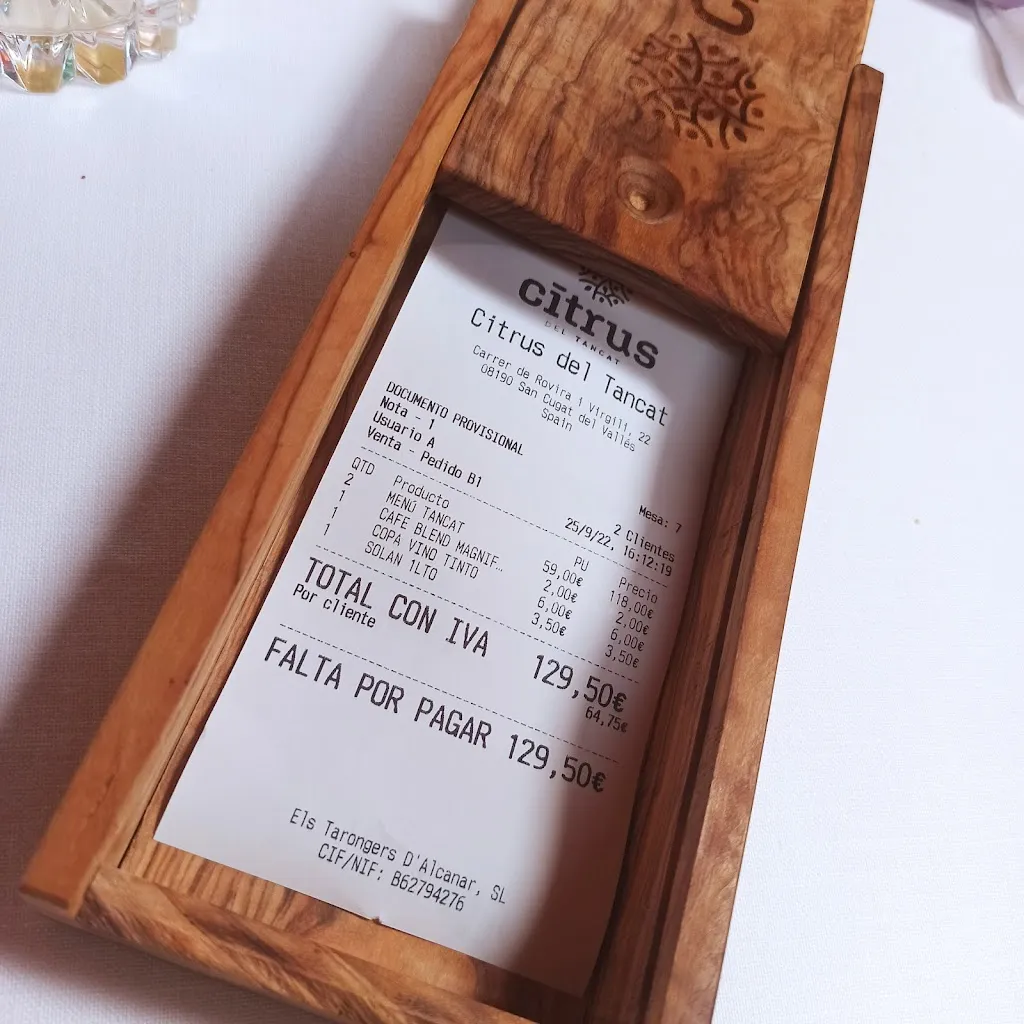 C
cītrus
DEL TANCAT
Citrus del Tancat
Carrer de Rovira i Virgili, 22
08190 San Cugat del Vallés
Spain
DOCUMENTO PROVISIONAL
Nota - 1
Usuario A
Venta - Pedido B1
Mesa: 7
2 Clientes
25/9/22, 16:12:19
QTD Producto PU Precio
2 MENÚ TANCAT 59,00€ 118,00€
1 CAFE BLEND MAGNIF… 2,00€ 2,00€
1 COPA VINO TINTO 6,00€ 6,00€
1 SOLAN 1LTO 3,50€ 3,50€
TOTAL CON IVA 129,50€
Por cliente 64,75€
FALTA POR PAGAR 129,50€
Els Tarongers D'Alcanar, SL
CIF/NIF: B62794276